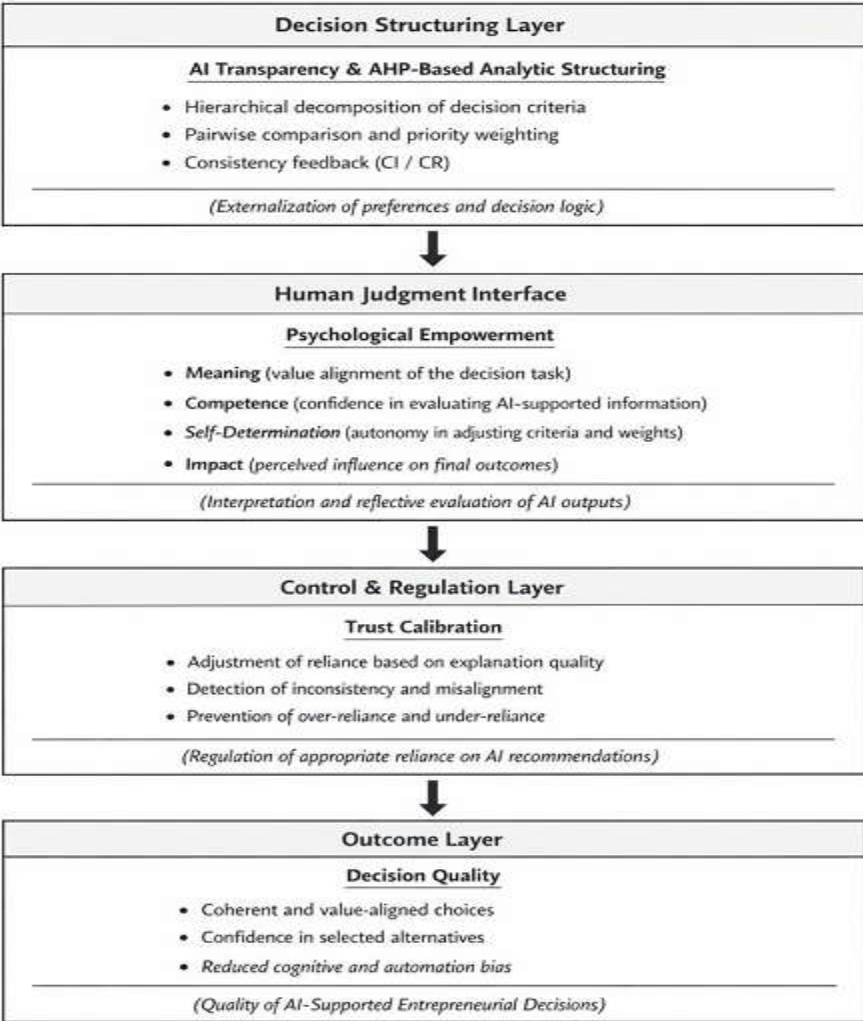 Decision Structuring Layer
AI Transparency & AHP-Based Analytic Structuring
• Hierarchical decomposition of decision criteria
• Pairwise comparison and priority weighting
• Consistency feedback (CI / CR)
(Externalization of preferences and decision logic)
Human Judgment Interface
Psychological Empowerment
• Meaning (value alignment of the decision task)
• Competence (confidence in evaluating AI-supported information)
• Self-Determination (autonomy in adjusting criteria and weights)
• Impact (percelved influence on final outcomes)
(Interpretation and reflective evaluation of AI outputs)
Control & Regulation Layer
Trust Calibration
• Adjustment of reliance based on explanation quality
• Detection of inconsistency and misalignment
• Prevention of over-reliance and under-reliance
(Regulation of appropriate reliance on AI recommendations)
Outcome Layer
Decision Quality
• Coherent and value-aligned choices
• Confidence in selected alternatives
• Reduced cognitive and automation bias
(Quality of AI-Supported Entrepreneurial Decisions)